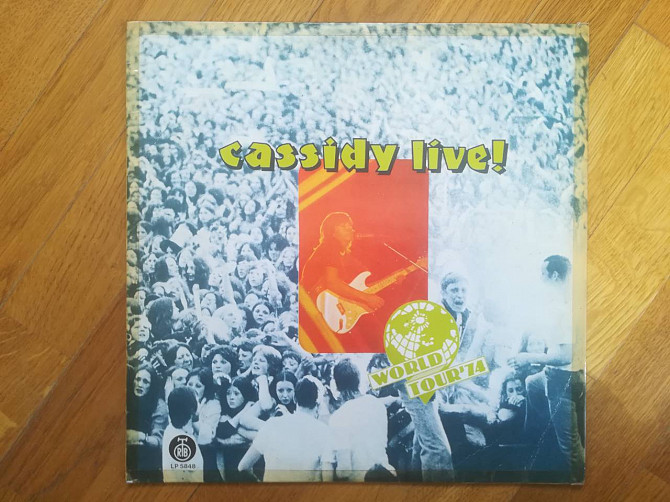 cassidy live!
WORLD
TOUR '74
RTB
LP 5848